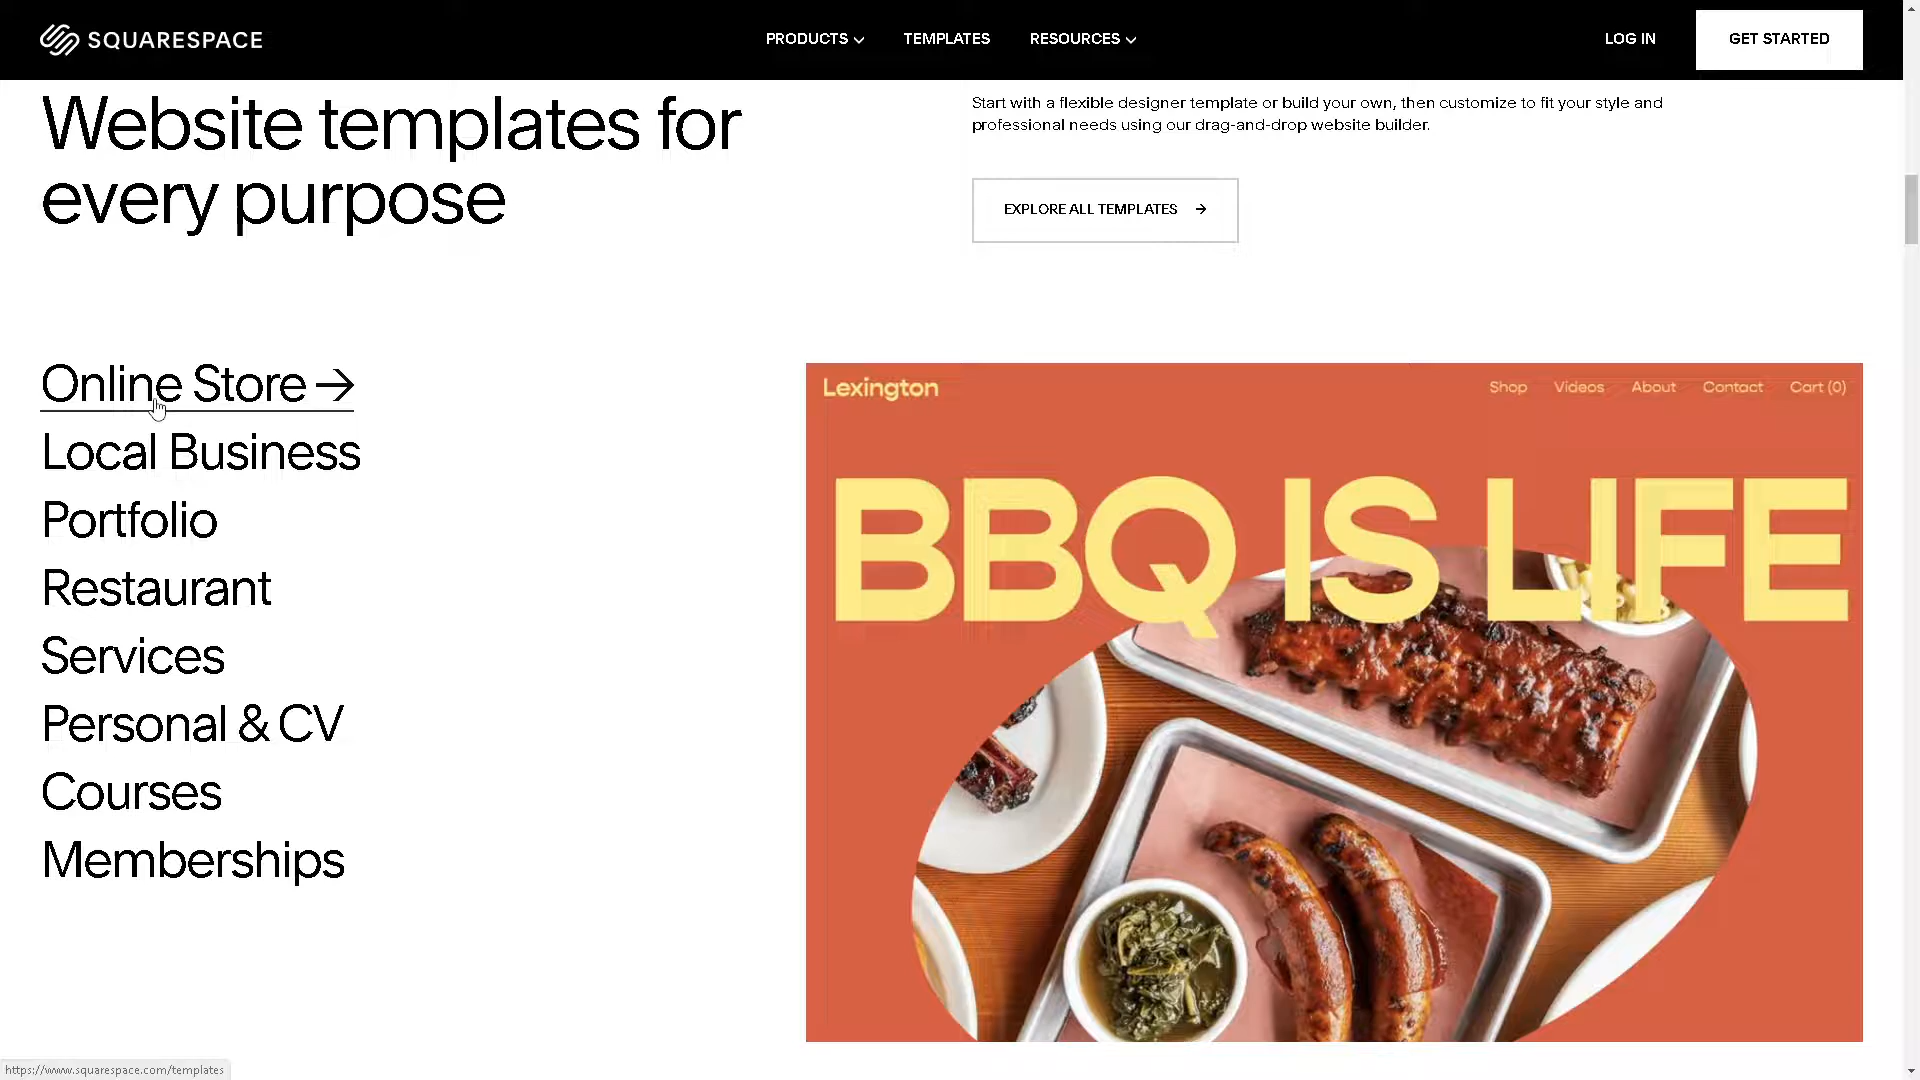 SQUARESPACE
PRODUCTS
TEMPLATES
RESOURCES
LOG IN
GET STARTED
Website templates for
every purpose
Start with a flexible designer template or build your own, then customize to fit your style and
professional needs using our drag-and-drop website builder.
EXPLORE ALL TEMPLATES →
Online Store →
Local Business
Portfolio
Restaurant
Services
Personal & CV
Courses
Memberships
Lexington
Shop
Videos
About
Contact
Cart (0)
BBQ IS LIFE
https://www.squarespace.com/templates